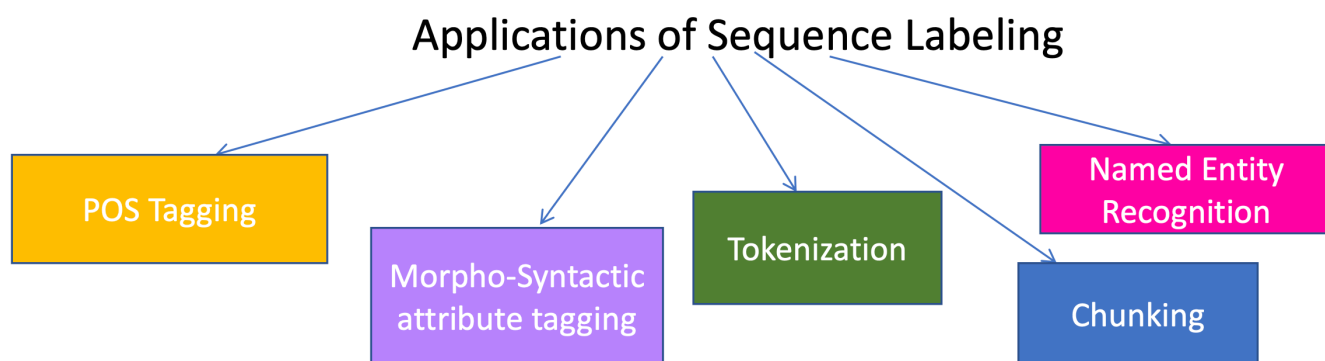 Applications of Sequence Labeling
POS Tagging
Morpho-Syntactic
attribute tagging
Tokenization
Named Entity
Recognition
Chunking